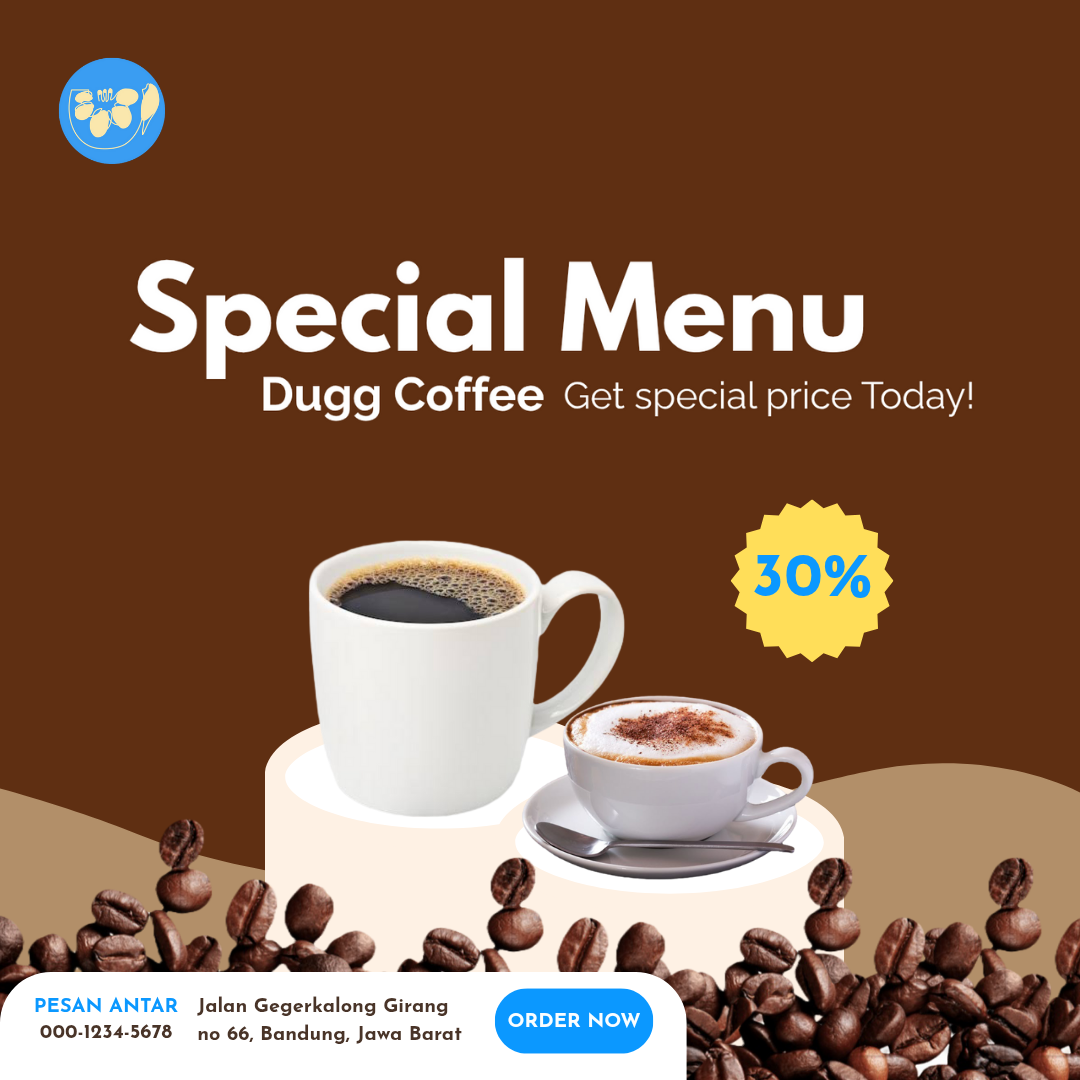 Special Menu
Dugg Coffee Get special price Today!
30%
PESAN ANTAR
000-1234-5678
Jalan Gegerkalong Girang
no 66, Bandung, Jawa Barat
ORDER NOW